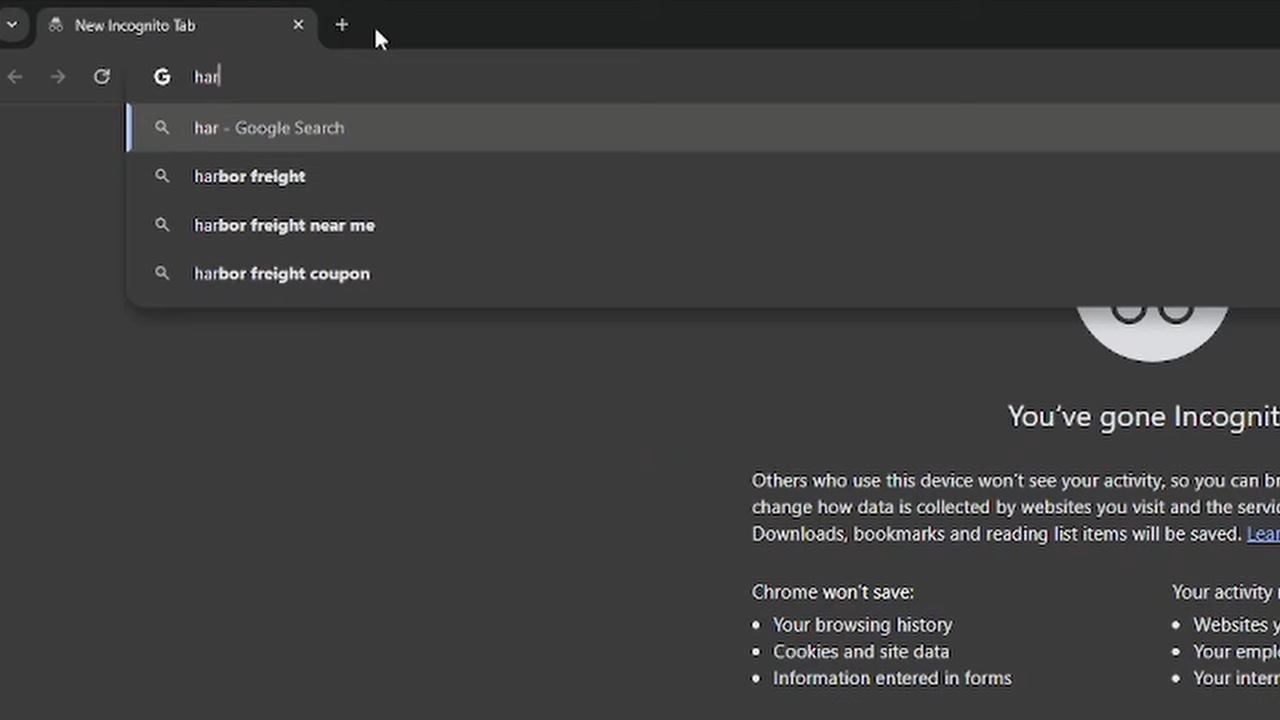 New Incognito Tab
har
har - Google Search
harbor freight
harbor freight near me
harbor freight coupon
You've gone Incognit
Others who use this device won't see your activity, so you can br
change how data is collected by websites you visit and the servic
Downloads, bookmarks and reading list items will be saved. Lear
Chrome won't save:
Your browsing history
Cookies and site data
Information entered in forms
Your activity
Websites y
Your emplo
Your intern